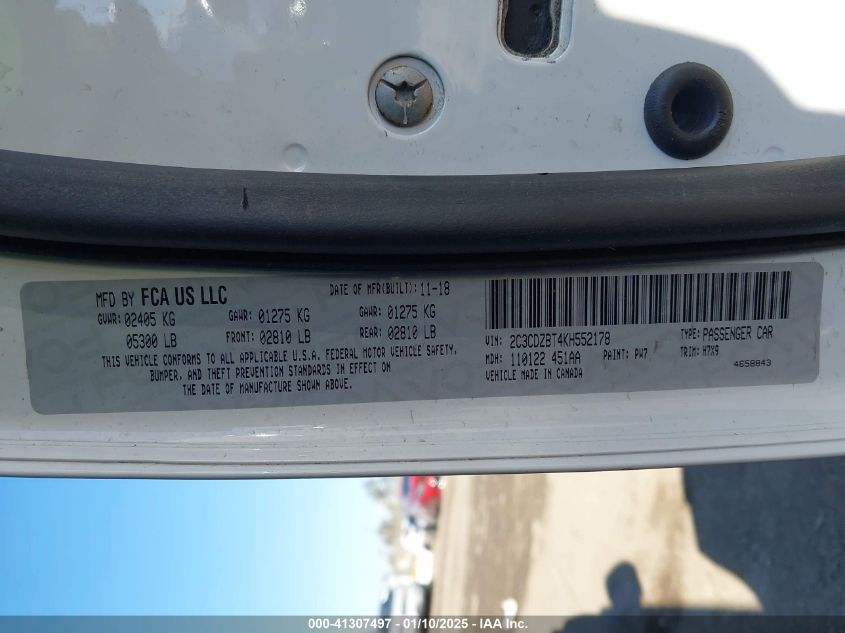 MFD BY FCA US LLC
DATE OF MFR(BUILT): 11-18
GVWR: 02405 KG GAWR: 01275 KG GAWR: 01275 KG
05300 LB FRONT: 02810 LB REAR: 02810 LB
THIS VEHICLE CONFORMS TO ALL APPLICABLE U.S.A. FEDERAL MOTOR VEHICLE SAFETY,
BUMPER, AND THEFT PREVENTION STANDARDS IN EFFECT ON
THE DATE OF MANUFACTURE SHOWN ABOVE.
VIN: 2C3CDZBT4KH552178 TYPE: PASSENGER CAR
MDH: 110122 451AA PAINT: PW7 TRIM: H7X9
VEHICLE MADE IN CANADA 4658843
000-41307497 - 01/10/2025 - IAA Inc.